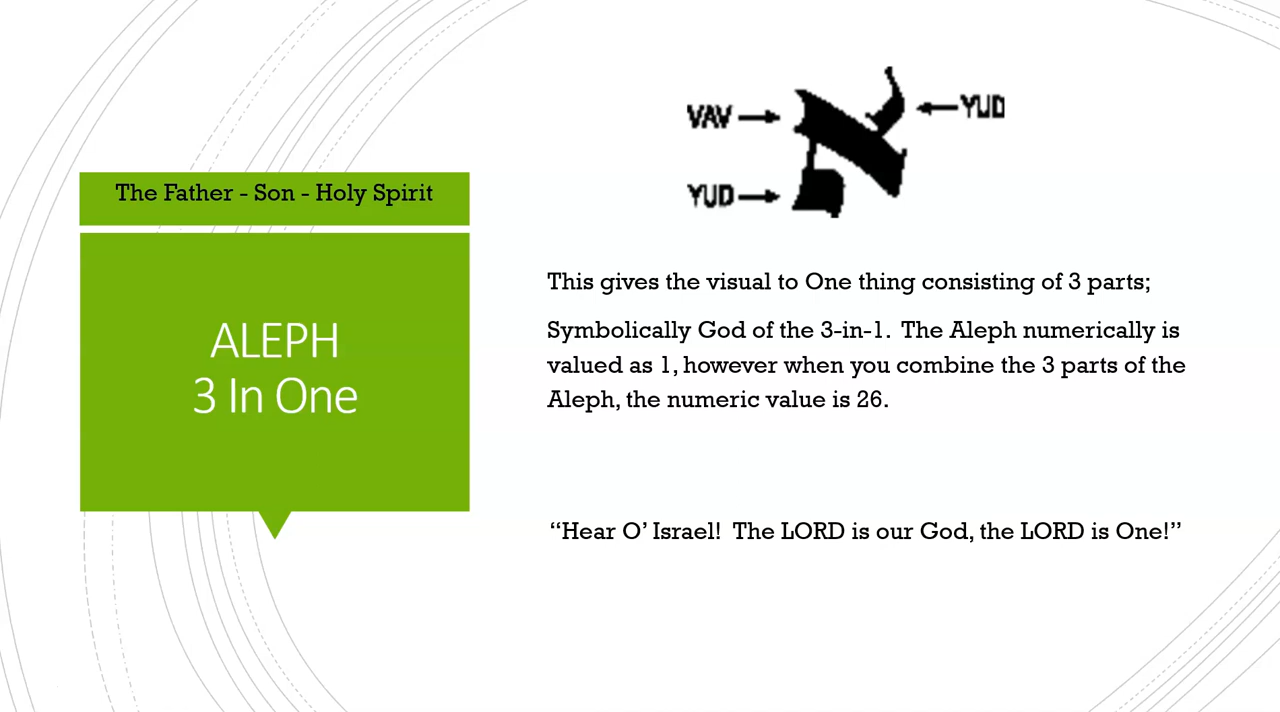 The Father - Son - Holy Spirit
ALEPH
3 In One
VAV
YUD
YUD
This gives the visual to One thing consisting of 3 parts;
Symbolically God of the 3-in-1.  The Aleph numerically is
valued as 1, however when you combine the 3 parts of the
Aleph, the numeric value is 26.
“Hear O’ Israel!  The LORD is our God, the LORD is One!”